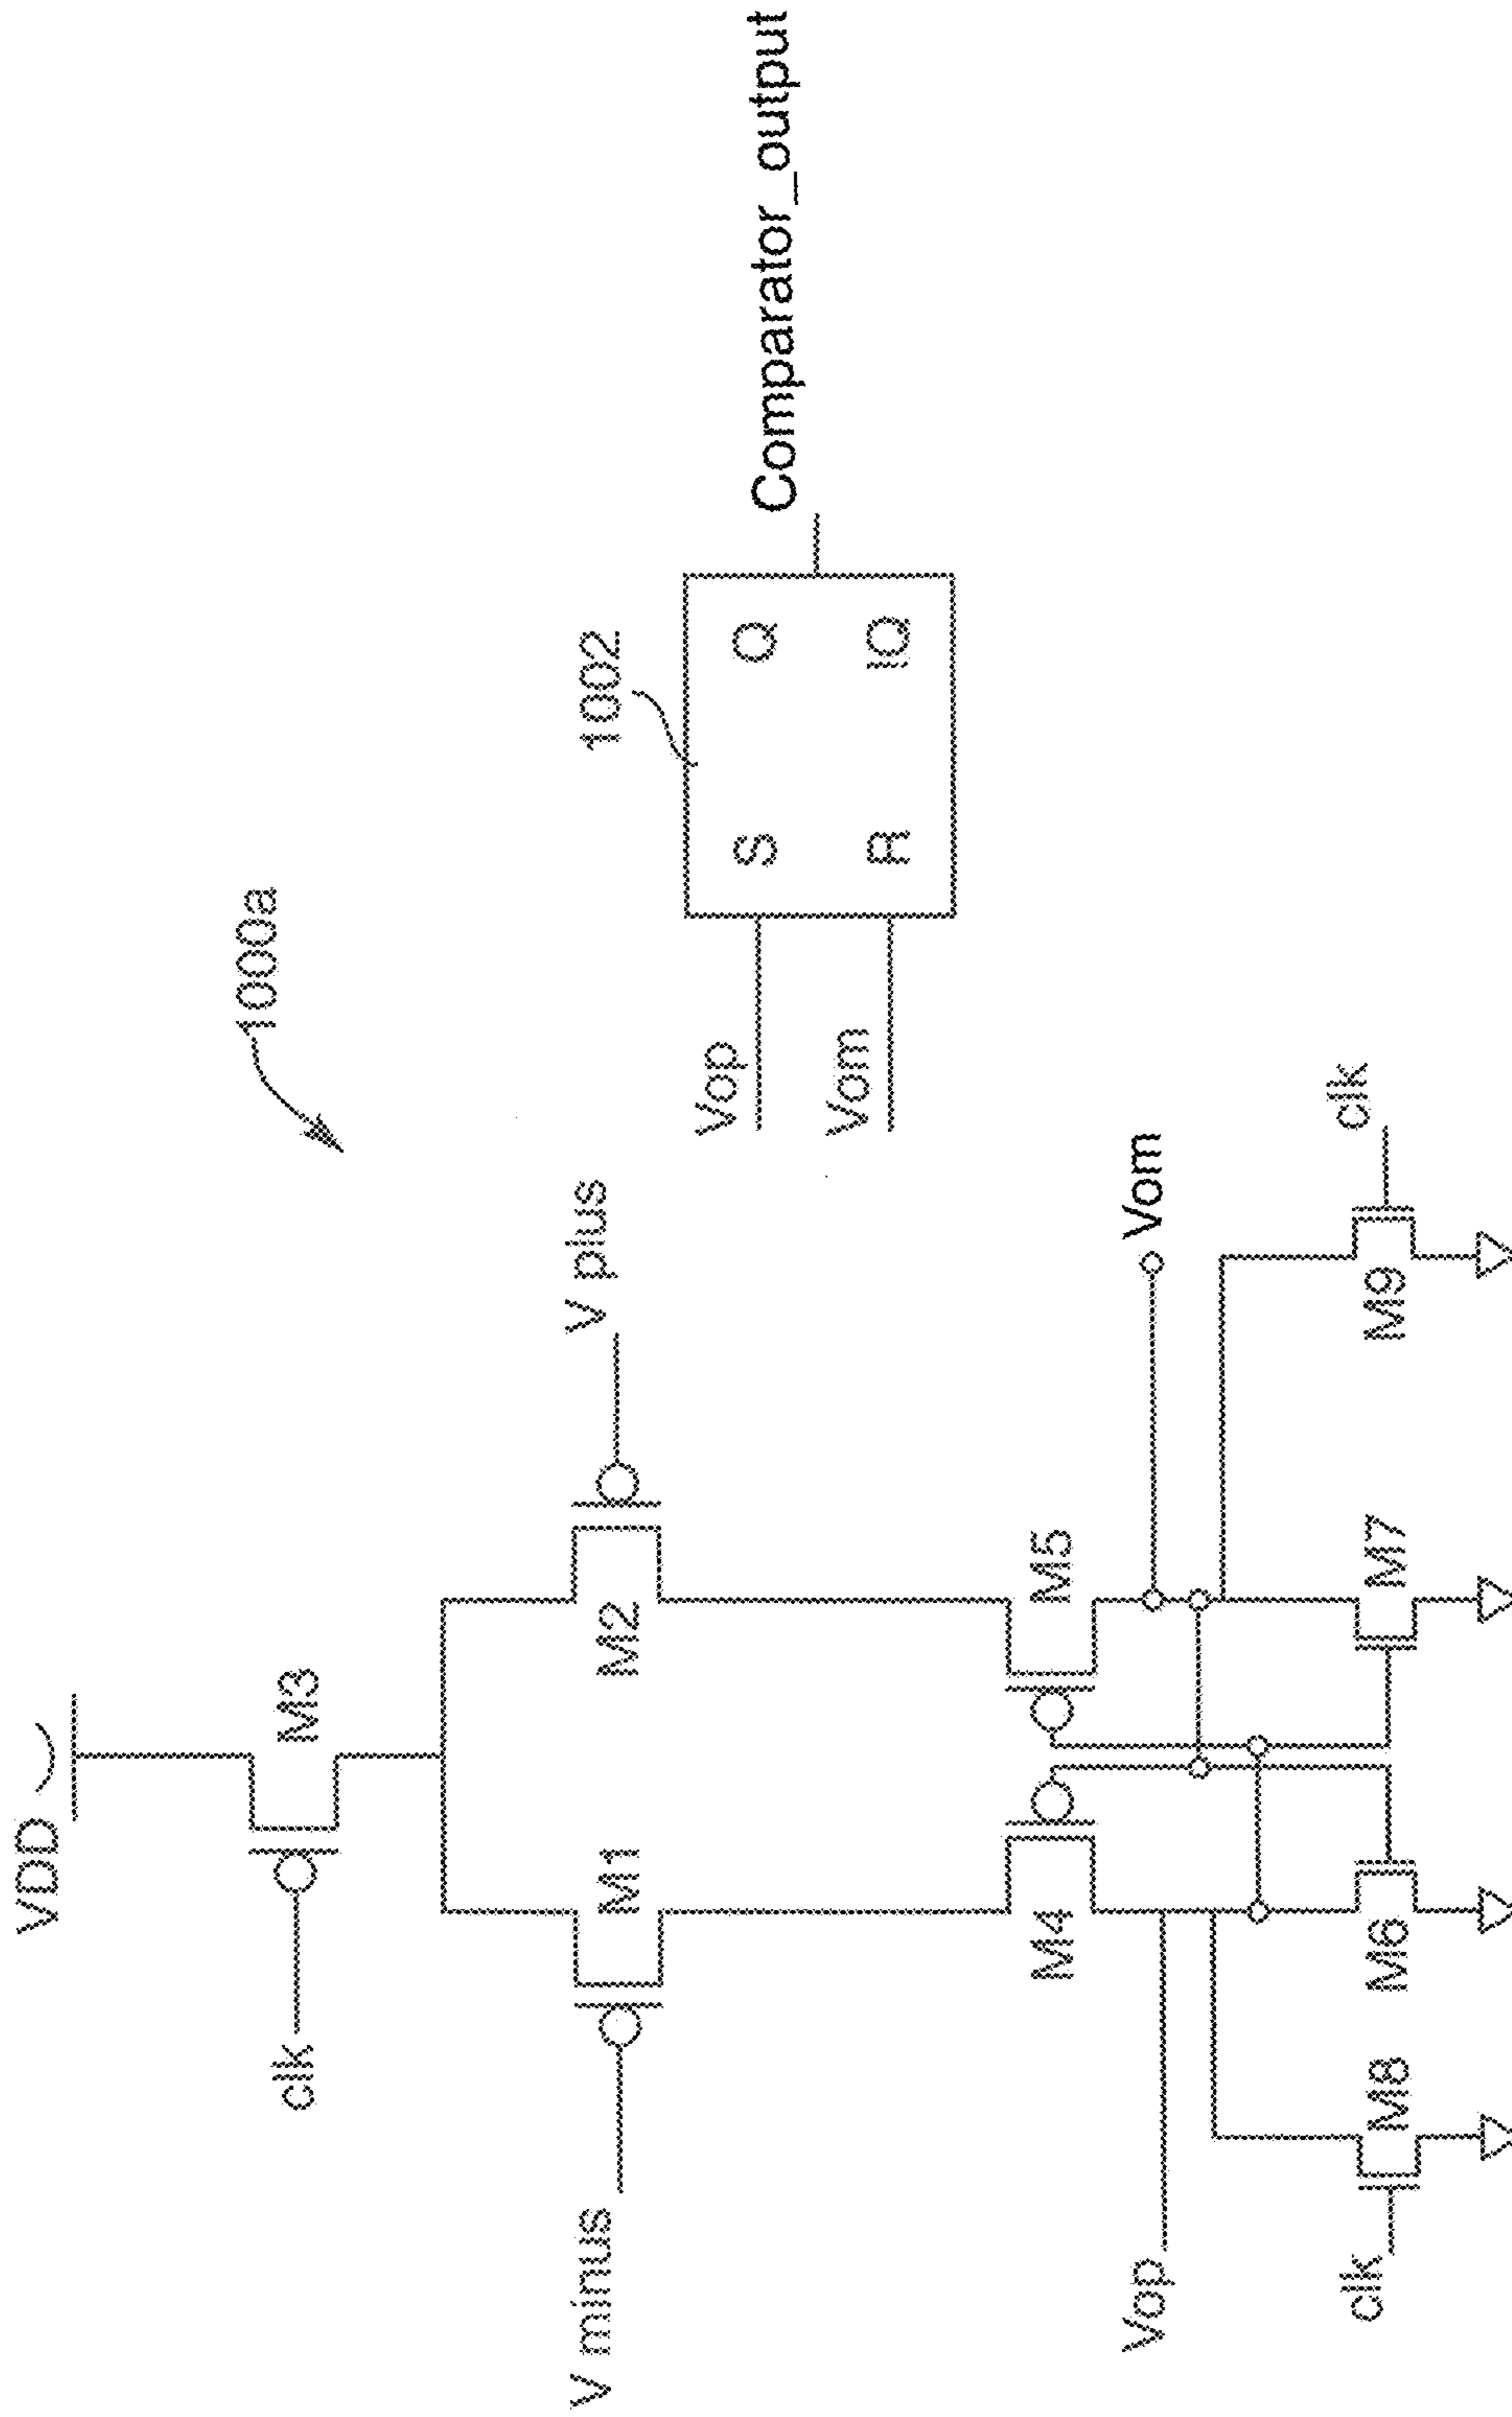 VDD
clk
M3
1000a
V minus
M1
M2
V plus
1002
S
Q
R
!Q
Vop
Vom
Comparator_output
M4
M5
Vop
Vom
clk
M8
M6
M7
M9
clk